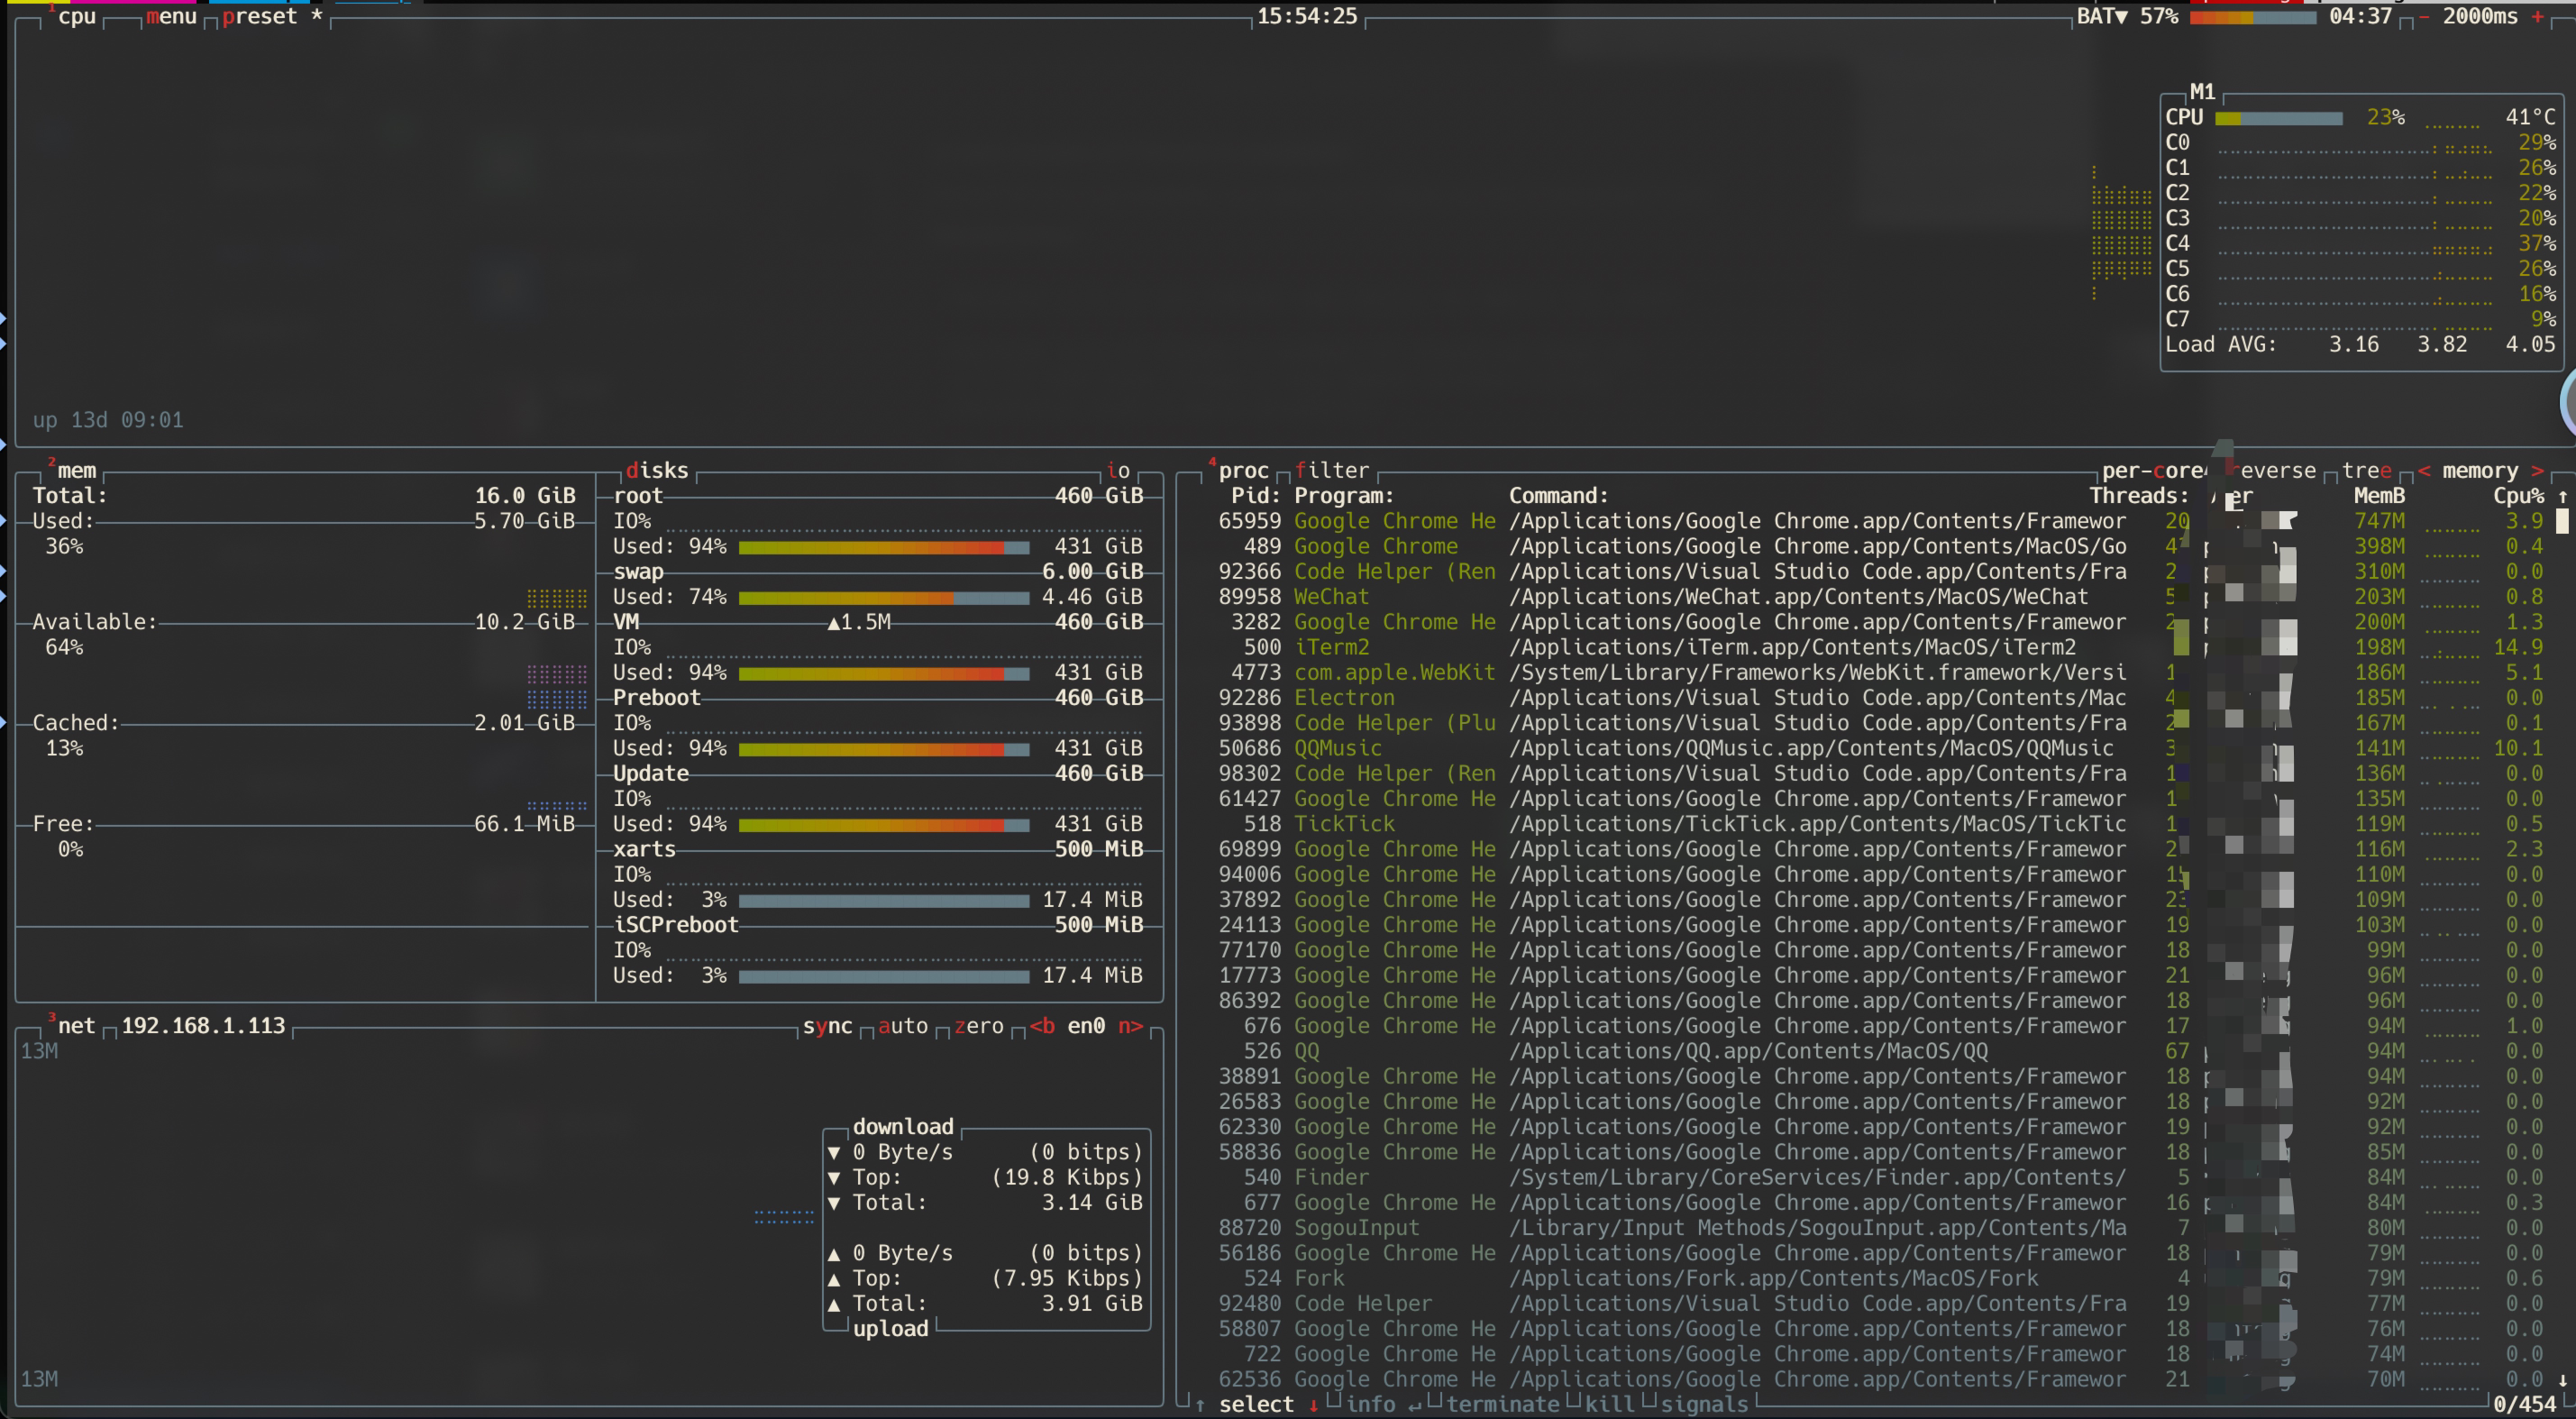 ¹cpu menu preset * 15:54:25 BAT▼ 57% 04:37 - 2000ms +
M1
CPU 23% 41°C
C0 29%
C1 26%
C2 22%
C3 20%
C4 37%
C5 26%
C6 16%
C7 9%
Load AVG: 3.16 3.82 4.05
up 13d 09:01
²mem
Total: 16.0 GiB
Used: 5.70 GiB
36%
Available: 10.2 GiB
64%
Cached: 2.01 GiB
13%
Free: 66.1 MiB
0%
disks io
root 460 GiB
IO%
Used: 94% 431 GiB
swap 6.00 GiB
Used: 74% 4.46 GiB
VM ▲1.5M 460 GiB
IO%
Used: 94% 431 GiB
Preboot 460 GiB
IO%
Used: 94% 431 GiB
Update 460 GiB
IO%
Used: 94% 431 GiB
xarts 500 MiB
IO%
Used: 3% 17.4 MiB
iSCPreboot 500 MiB
IO%
Used: 3% 17.4 MiB
³net 192.168.1.113 sync auto zero <b en0 n>
13M
download
▼ 0 Byte/s (0 bitps)
▼ Top: (19.8 Kibps)
▼ Total: 3.14 GiB
▲ 0 Byte/s (0 bitps)
▲ Top: (7.95 Kibps)
▲ Total: 3.91 GiB
upload
13M
⁴proc filter per-core everse tree < memory >
Pid: Program: Command: Threads: MemB Cpu% ↑
65959 Google Chrome He /Applications/Google Chrome.app/Contents/Framewor 20 747M 3.9
489 Google Chrome /Applications/Google Chrome.app/Contents/MacOS/Go 398M 0.4
92366 Code Helper (Ren /Applications/Visual Studio Code.app/Contents/Fra 310M 0.0
89958 WeChat /Applications/WeChat.app/Contents/MacOS/WeChat 203M 0.8
3282 Google Chrome He /Applications/Google Chrome.app/Contents/Framewor 200M 1.3
500 iTerm2 /Applications/iTerm.app/Contents/MacOS/iTerm2 198M 14.9
4773 com.apple.WebKit /System/Library/Frameworks/WebKit.framework/Versi 186M 5.1
92286 Electron /Applications/Visual Studio Code.app/Contents/Mac 185M 0.0
93898 Code Helper (Plu /Applications/Visual Studio Code.app/Contents/Fra 167M 0.1
50686 QQMusic /Applications/QQMusic.app/Contents/MacOS/QQMusic 141M 10.1
98302 Code Helper (Ren /Applications/Visual Studio Code.app/Contents/Fra 136M 0.0
61427 Google Chrome He /Applications/Google Chrome.app/Contents/Framewor 135M 0.0
518 TickTick /Applications/TickTick.app/Contents/MacOS/TickTic 119M 0.5
69899 Google Chrome He /Applications/Google Chrome.app/Contents/Framewor 116M 2.3
94006 Google Chrome He /Applications/Google Chrome.app/Contents/Framewor 110M 0.0
37892 Google Chrome He /Applications/Google Chrome.app/Contents/Framewor 109M 0.0
24113 Google Chrome He /Applications/Google Chrome.app/Contents/Framewor 19 103M 0.0
77170 Google Chrome He /Applications/Google Chrome.app/Contents/Framewor 18 99M 0.0
17773 Google Chrome He /Applications/Google Chrome.app/Contents/Framewor 21 96M 0.0
86392 Google Chrome He /Applications/Google Chrome.app/Contents/Framewor 18 96M 0.0
676 Google Chrome He /Applications/Google Chrome.app/Contents/Framewor 17 94M 1.0
526 QQ /Applications/QQ.app/Contents/MacOS/QQ 67 94M 0.0
38891 Google Chrome He /Applications/Google Chrome.app/Contents/Framewor 18 94M 0.0
26583 Google Chrome He /Applications/Google Chrome.app/Contents/Framewor 18 92M 0.0
62330 Google Chrome He /Applications/Google Chrome.app/Contents/Framewor 19 92M 0.0
58836 Google Chrome He /Applications/Google Chrome.app/Contents/Framewor 18 85M 0.0
540 Finder /System/Library/CoreServices/Finder.app/Contents/ 5 84M 0.0
677 Google Chrome He /Applications/Google Chrome.app/Contents/Framewor 16 84M 0.3
88720 SogouInput /Library/Input Methods/SogouInput.app/Contents/Ma 7 80M 0.0
56186 Google Chrome He /Applications/Google Chrome.app/Contents/Framewor 18 79M 0.0
524 Fork /Applications/Fork.app/Contents/MacOS/Fork 4 79M 0.6
92480 Code Helper /Applications/Visual Studio Code.app/Contents/Fra 19 77M 0.0
58807 Google Chrome He /Applications/Google Chrome.app/Contents/Framewor 18 76M 0.0
722 Google Chrome He /Applications/Google Chrome.app/Contents/Framewor 18 74M 0.0
62536 Google Chrome He /Applications/Google Chrome.app/Contents/Framewor 21 70M 0.0 ↓
↑ select ↓ info ↵ terminate kill signals 0/454